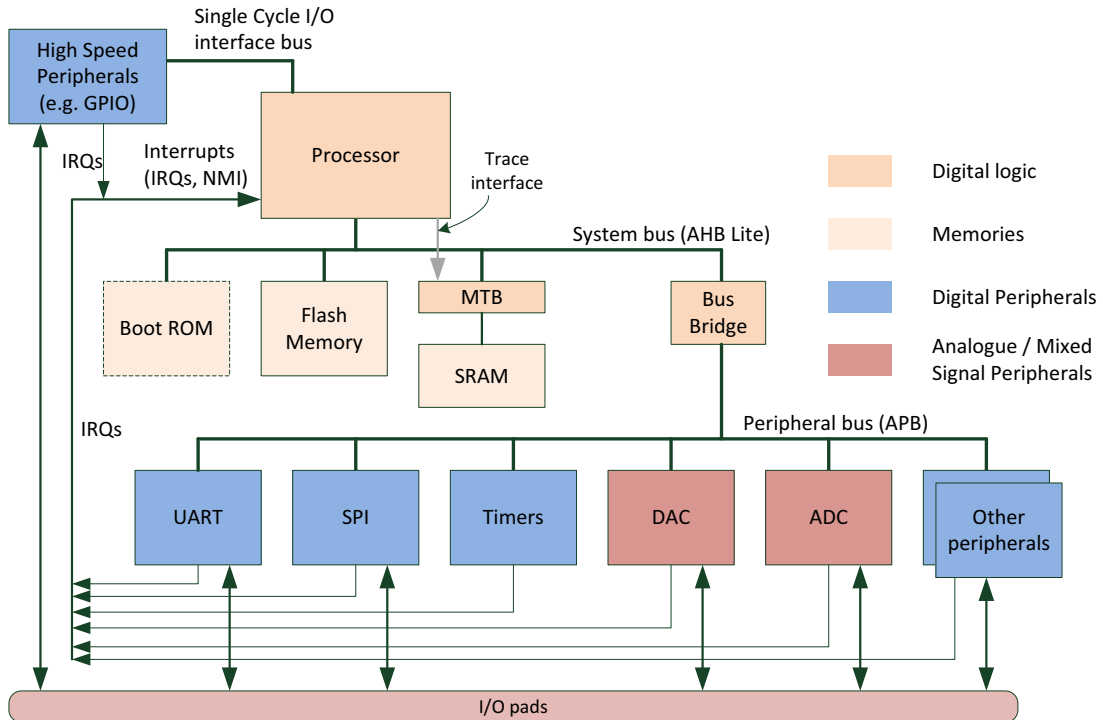 Single Cycle I/O
interface bus
High Speed
Peripherals
(e.g. GPIO)
IRQs
Interrupts
(IRQs, NMI)
Processor
Trace
interface
Digital logic
Memories
Digital Peripherals
Analogue / Mixed
Signal Peripherals
System bus (AHB Lite)
Boot ROM
Flash
Memory
MTB
SRAM
Bus
Bridge
IRQs
Peripheral bus (APB)
UART
SPI
Timers
DAC
ADC
Other
peripherals
I/O pads